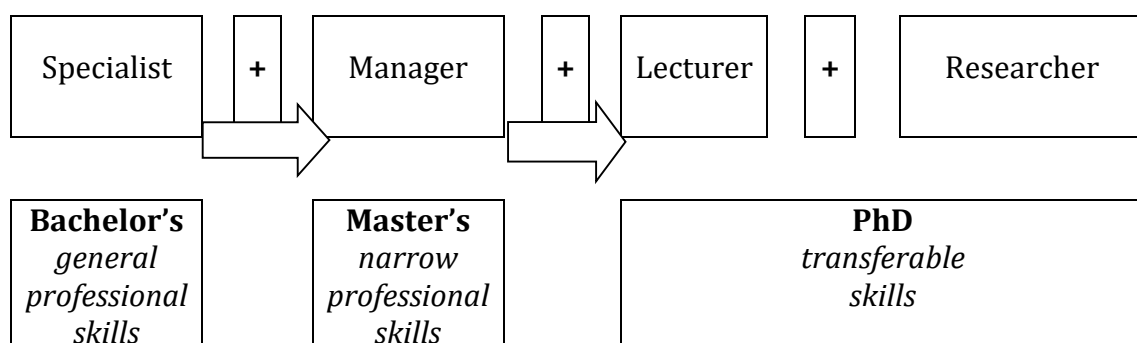 Specialist + Manager + Lecturer + Researcher
Bachelor’s
general
professional
skills
Master’s
narrow
professional
skills
PhD
transferable
skills